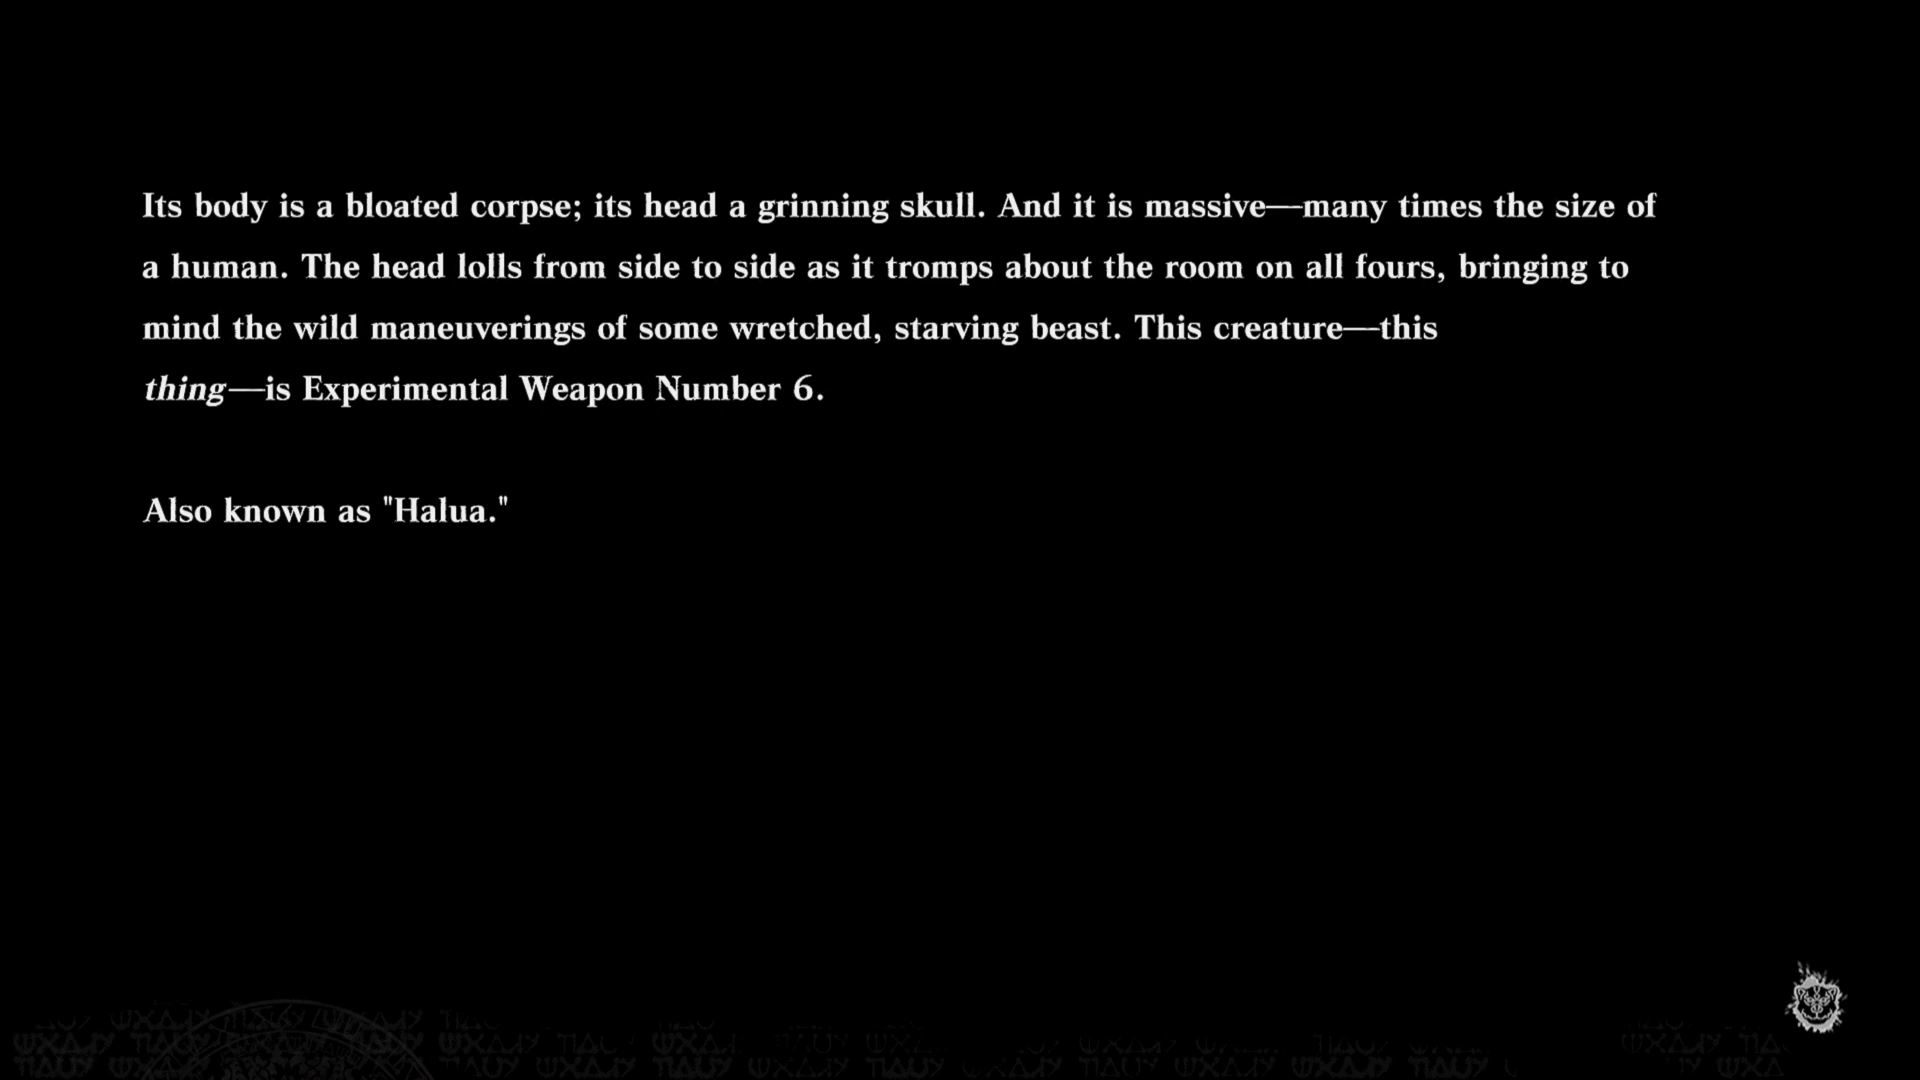 Its body is a bloated corpse; its head a grinning skull. And it is massive—many times the size of
a human. The head lolls from side to side as it tromps about the room on all fours, bringing to
mind the wild maneuverings of some wretched, starving beast. This creature—this
thing—is Experimental Weapon Number 6.
Also known as "Halua."